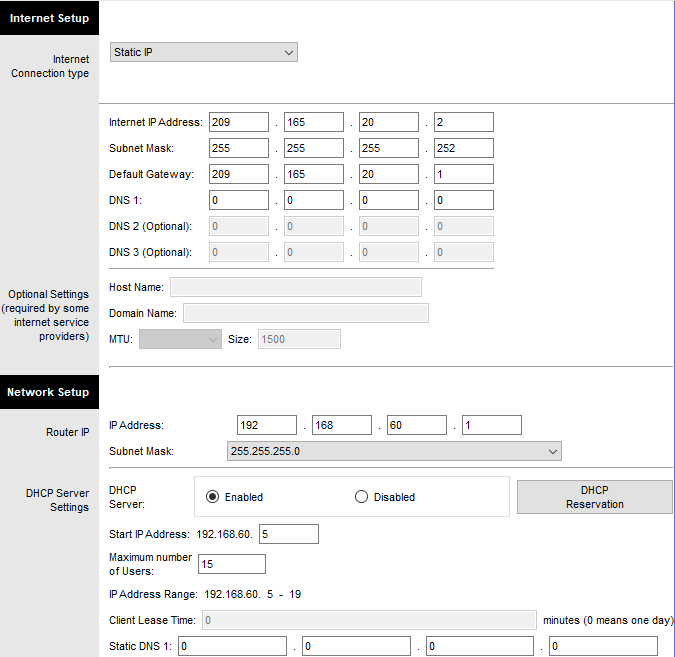 Internet Setup
Internet
Connection type
Static IP
Internet IP Address: 209 . 165 . 20 . 2
Subnet Mask: 255 . 255 . 255 . 252
Default Gateway: 209 . 165 . 20 . 1
DNS 1: 0 . 0 . 0 . 0
DNS 2 (Optional): 0 . 0 . 0 . 0
DNS 3 (Optional): 0 . 0 . 0 . 0
Optional Settings
(required by some
internet service
providers)
Host Name:
Domain Name:
MTU: Size: 1500
Network Setup
Router IP
IP Address: 192 . 168 . 60 . 1
Subnet Mask: 255.255.255.0
DHCP Server
Settings
DHCP
Server:
Enabled Disabled
DHCP
Reservation
Start IP Address: 192.168.60. 5
Maximum number
of Users:
15
IP Address Range: 192.168.60. 5 - 19
Client Lease Time: 0 minutes (0 means one day)
Static DNS 1: 0 . 0 . 0 . 0